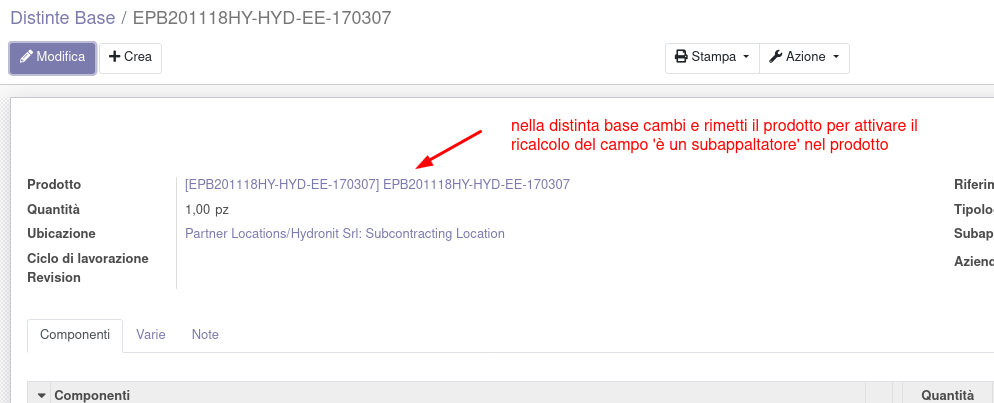 Distinte Base / EPB201118HY-HYD-EE-170307
Modifica
Crea
Stampa
Azione
nella distinta base cambi e rimetti il prodotto per attivare il
ricalcolo del campo 'è un subappaltatore' nel prodotto
Prodotto [EPB201118HY-HYD-EE-170307] EPB201118HY-HYD-EE-170307
Quantità 1,00 pz
Ubicazione Partner Locations/Hydronit Srl: Subcontracting Location
Ciclo di lavorazione
Revision
Riferin
Tipolo
Subap
Aziend
Componenti Varie Note
Componenti Quantità